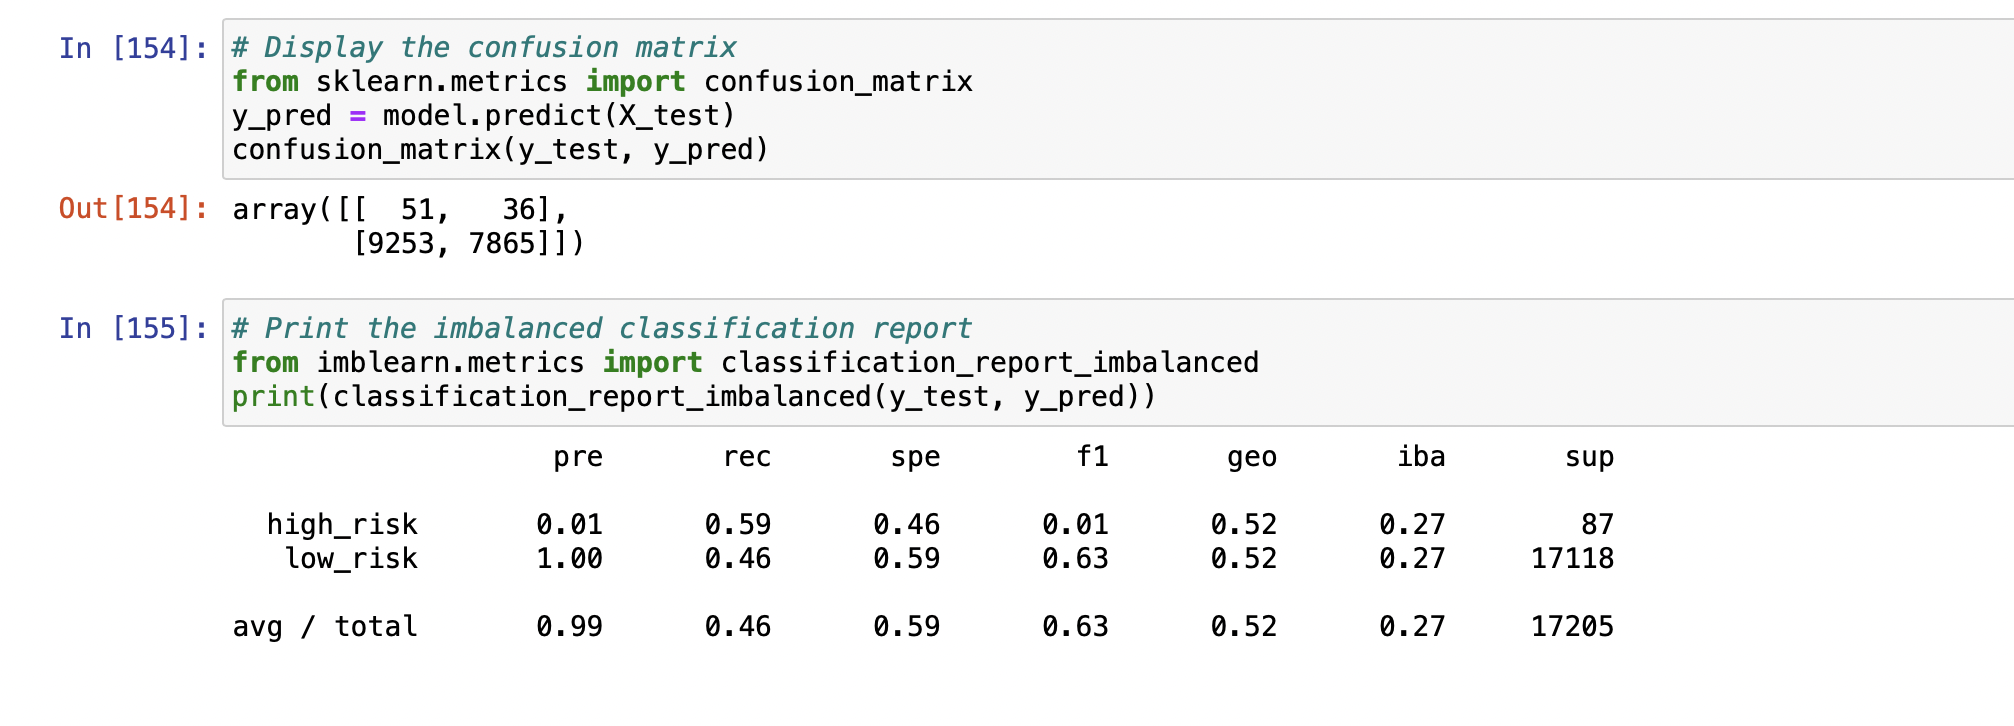 In [154]: # Display the confusion matrix
from sklearn.metrics import confusion_matrix
y_pred = model.predict(X_test)
confusion_matrix(y_test, y_pred)
Out[154]: array([[  51,   36],
       [9253, 7865]])
In [155]: # Print the imbalanced classification report
from imblearn.metrics import classification_report_imbalanced
print(classification_report_imbalanced(y_test, y_pred))
pre rec spe f1 geo iba sup
high_risk 0.01 0.59 0.46 0.01 0.52 0.27 87
low_risk 1.00 0.46 0.59 0.63 0.52 0.27 17118
avg / total 0.99 0.46 0.59 0.63 0.52 0.27 17205